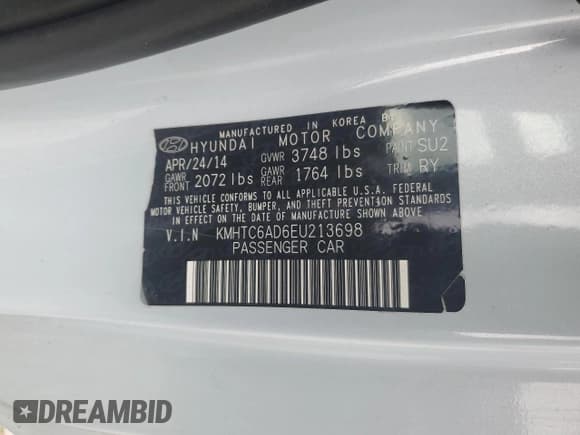 MANUFACTURED IN KOREA BY
HYUNDAI MOTOR COMPANY
APR/24/14 GVWR 3748 lbs PAINT SU2
GAWR FRONT 2072 lbs GAWR REAR 1764 lbs TRIM RY
THIS VEHICLE CONFORMS TO ALL APPLICABLE U.S.A. FEDERAL
MOTOR VEHICLE SAFETY, BUMPER, AND THEFT PREVENTION STANDARDS
IN EFFECT ON THE DATE OF MANUFACTURE SHOWN ABOVE.
V.I.N KMHTC6AD6EU213698
PASSENGER CAR
DREAMBID